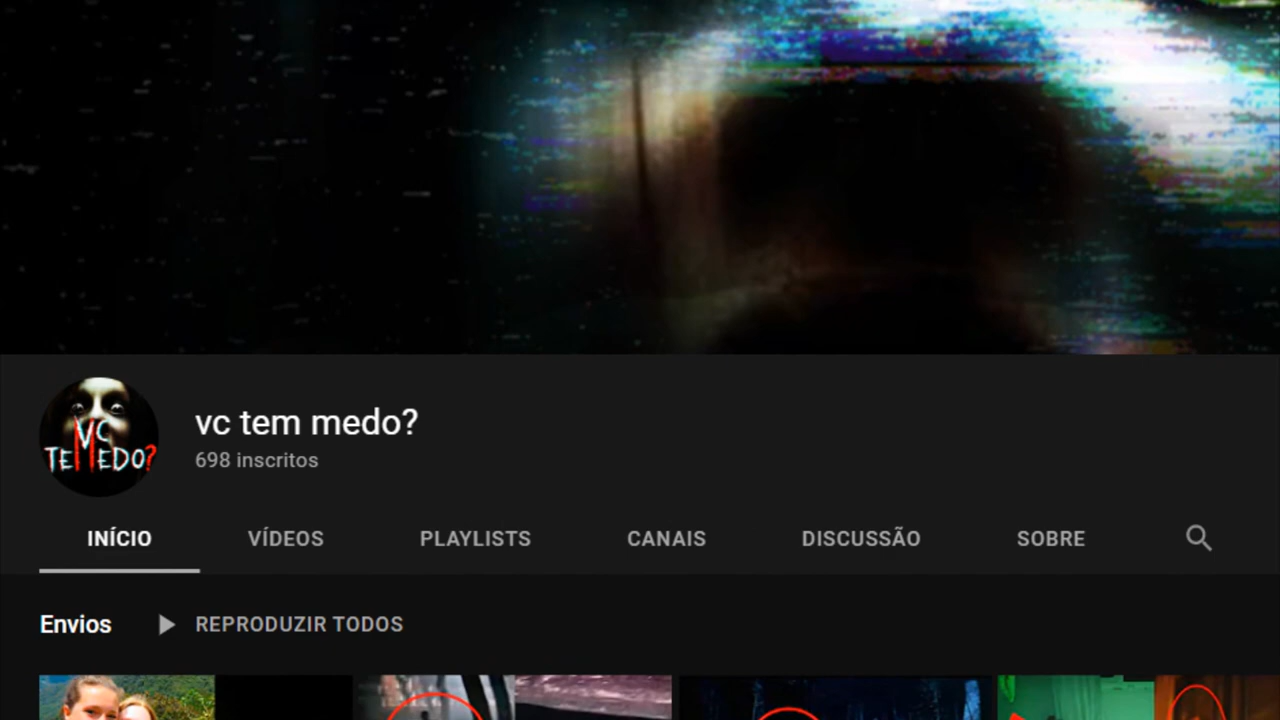 VC
TEMEDO?
vc tem medo?
698 inscritos
INÍCIO VÍDEOS PLAYLISTS CANAIS DISCUSSÃO SOBRE
Envios REPRODUZIR TODOS